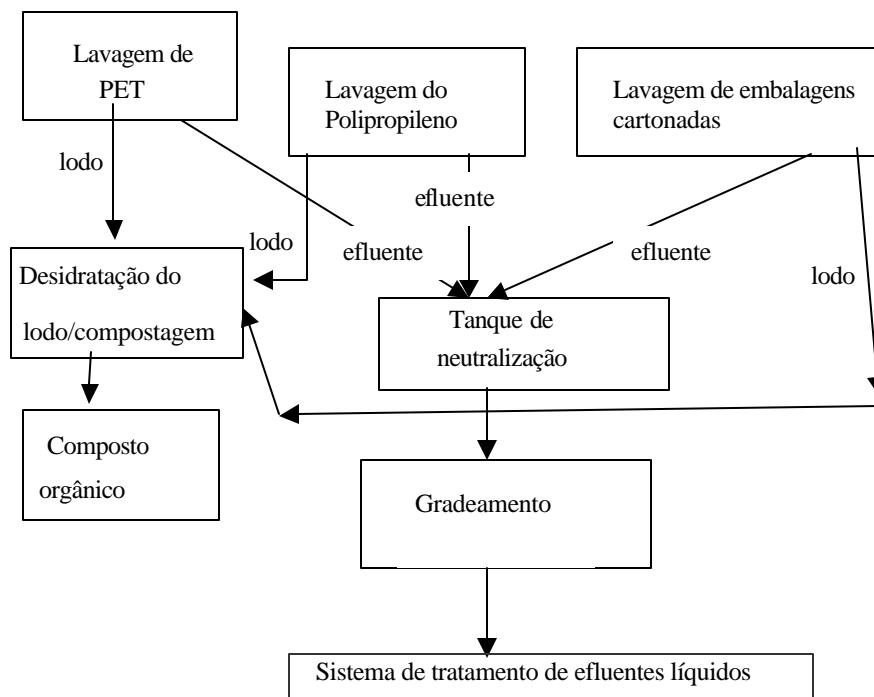 Lavagem de
PET
Lavagem do
Polipropileno
Lavagem de embalagens
cartonadas
lodo
efluente
lodo
efluente
efluente
lodo
Desidratação do
lodo/compostagem
Tanque de
neutralização
Composto
orgânico
Gradeamento
Sistema de tratamento de efluentes líquidos